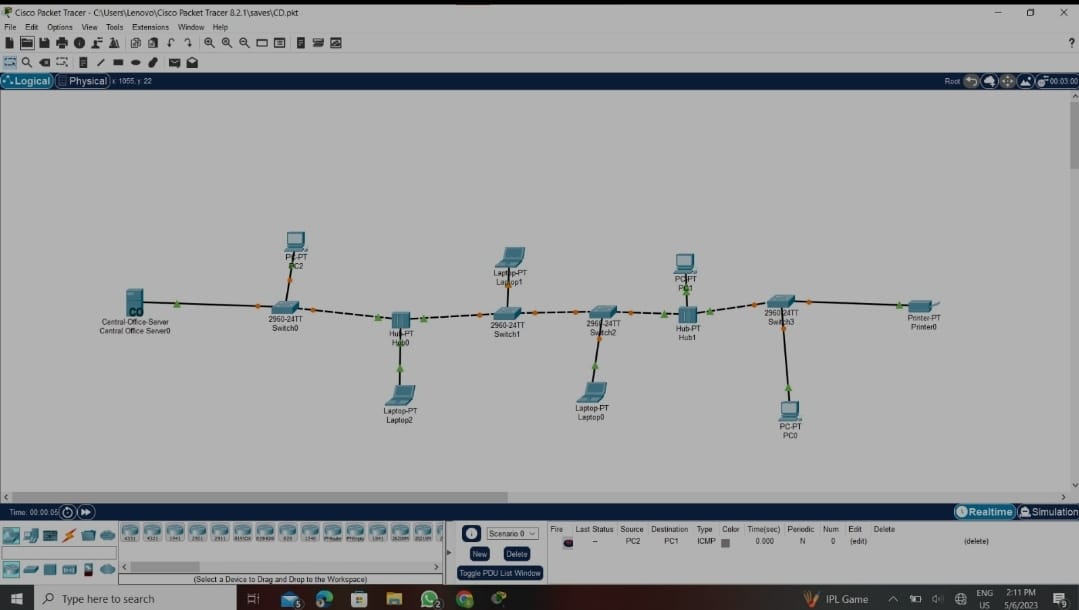 Cisco Packet Tracer - C:\Users\Lenovo\Cisco Packet Tracer 8.2.1\saves\CD.pkt
File Edit Options View Tools Extensions Window Help
?
Logical Physical x: 1055, y: 22
Root 00:03:00
PC-PT
PC2
Central-Office-Server
Central Office Server0
2960-24TT
Switch0
Hub-PT
Hub0
Laptop-PT
Laptop2
Laptop-PT
Laptop1
2960-24TT
Switch1
2960-24TT
Switch2
Laptop-PT
Laptop0
PC-PT
PC1
Hub-PT
Hub1
2960-24TT
Switch3
Printer-PT
Printer0
PC-PT
PC0
Time: 00:00:05
Realtime Simulation
4331 4321 1941 2901 2911 819IOX 819HGW 829 1240 PT-Router PT-Empty 1841 2620XM 2621XM
(Select a Device to Drag and Drop to the Workspace)
Scenario 0
New Delete
Toggle PDU List Window
Fire Last Status Source Destination Type Color Time(sec) Periodic Num Edit Delete
-- PC2 PC1 ICMP 0.000 N 0 (edit) (delete)
Type here to search
5
2
IPL Game
ENG
US
2:11 PM
5/6/2023
9